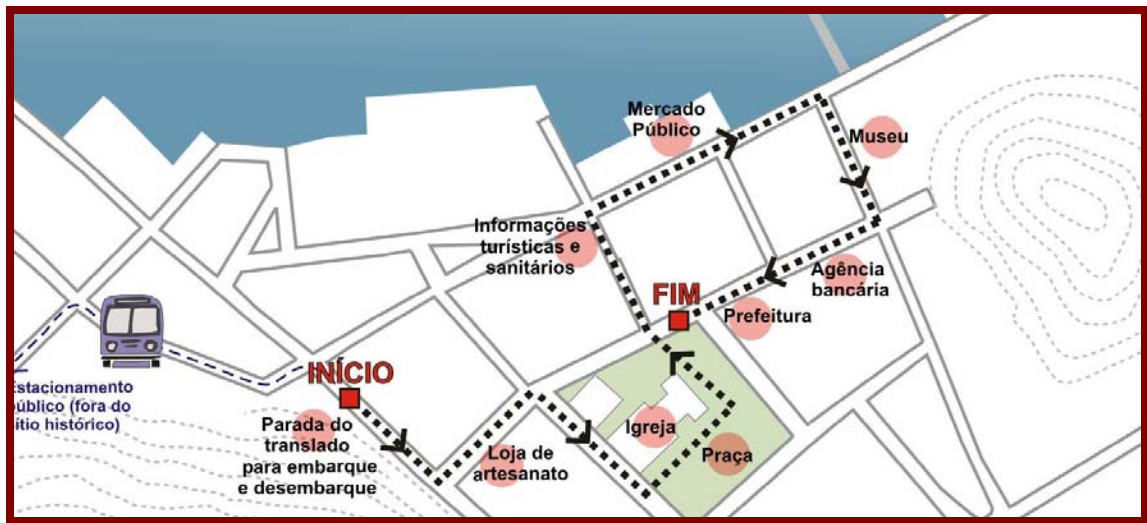 Mercado
Público
Museu
Informações
turísticas e
sanitários
Agência
bancária
FIM
Prefeitura
INÍCIO
Estacionamento
público (fora do
sítio histórico)
Parada do
translado
para embarque
e desembarque
Loja de
artesanato
Igreja
Praça